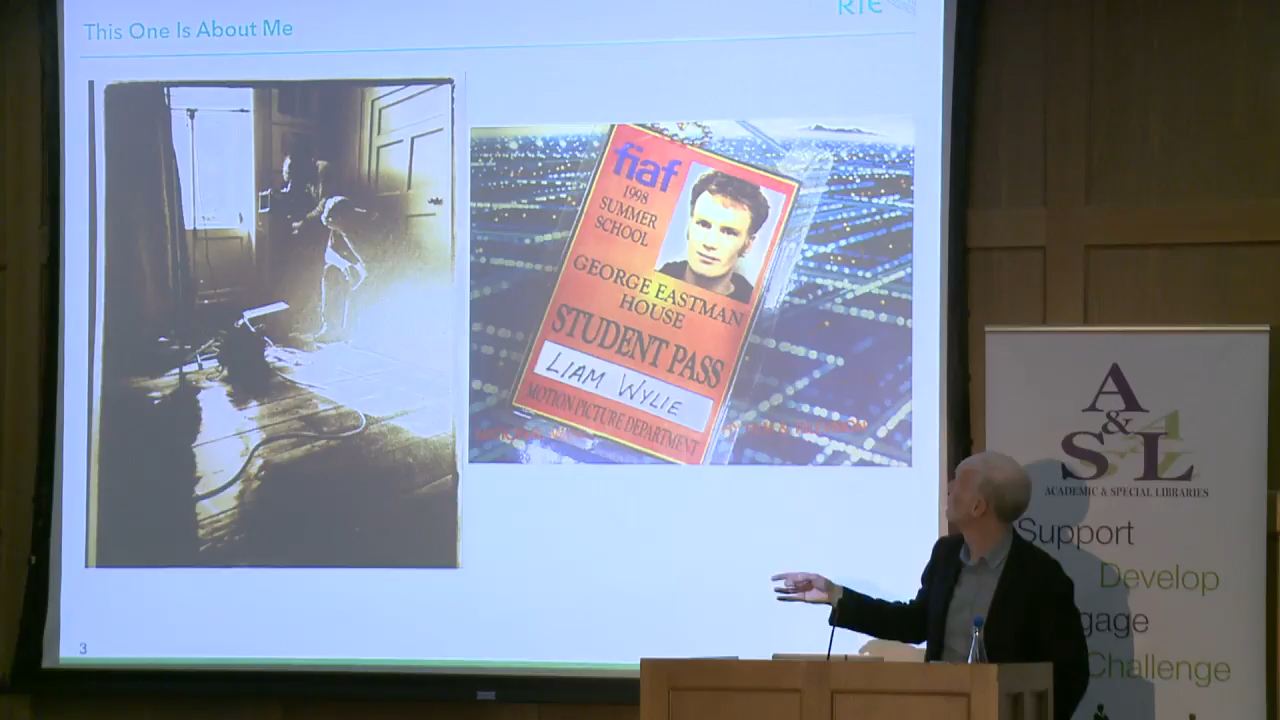 This One Is About Me
RTÉ
fiaf
1998
SUMMER
SCHOOL
GEORGE EASTMAN
HOUSE
STUDENT PASS
LIAM WYLIE
MOTION PICTURE DEPARTMENT
3
A
&
SL
ACADEMIC & SPECIAL LIBRARIES
Support
Develop
gage
Challenge